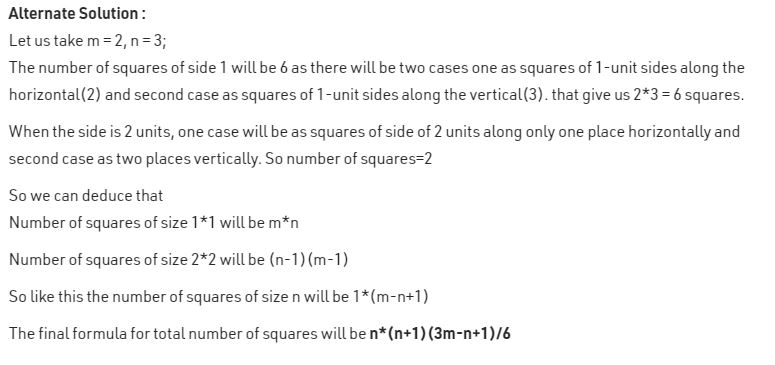 Alternate Solution :
Let us take m = 2, n = 3;
The number of squares of side 1 will be 6 as there will be two cases one as squares of 1-unit sides along the
horizontal(2) and second case as squares of 1-unit sides along the vertical(3). that give us 2*3 = 6 squares.
When the side is 2 units, one case will be as squares of side of 2 units along only one place horizontally and
second case as two places vertically. So number of squares=2
So we can deduce that
Number of squares of size 1*1 will be m*n
Number of squares of size 2*2 will be (n-1)(m-1)
So like this the number of squares of size n will be 1*(m-n+1)
The final formula for total number of squares will be n*(n+1)(3m-n+1)/6